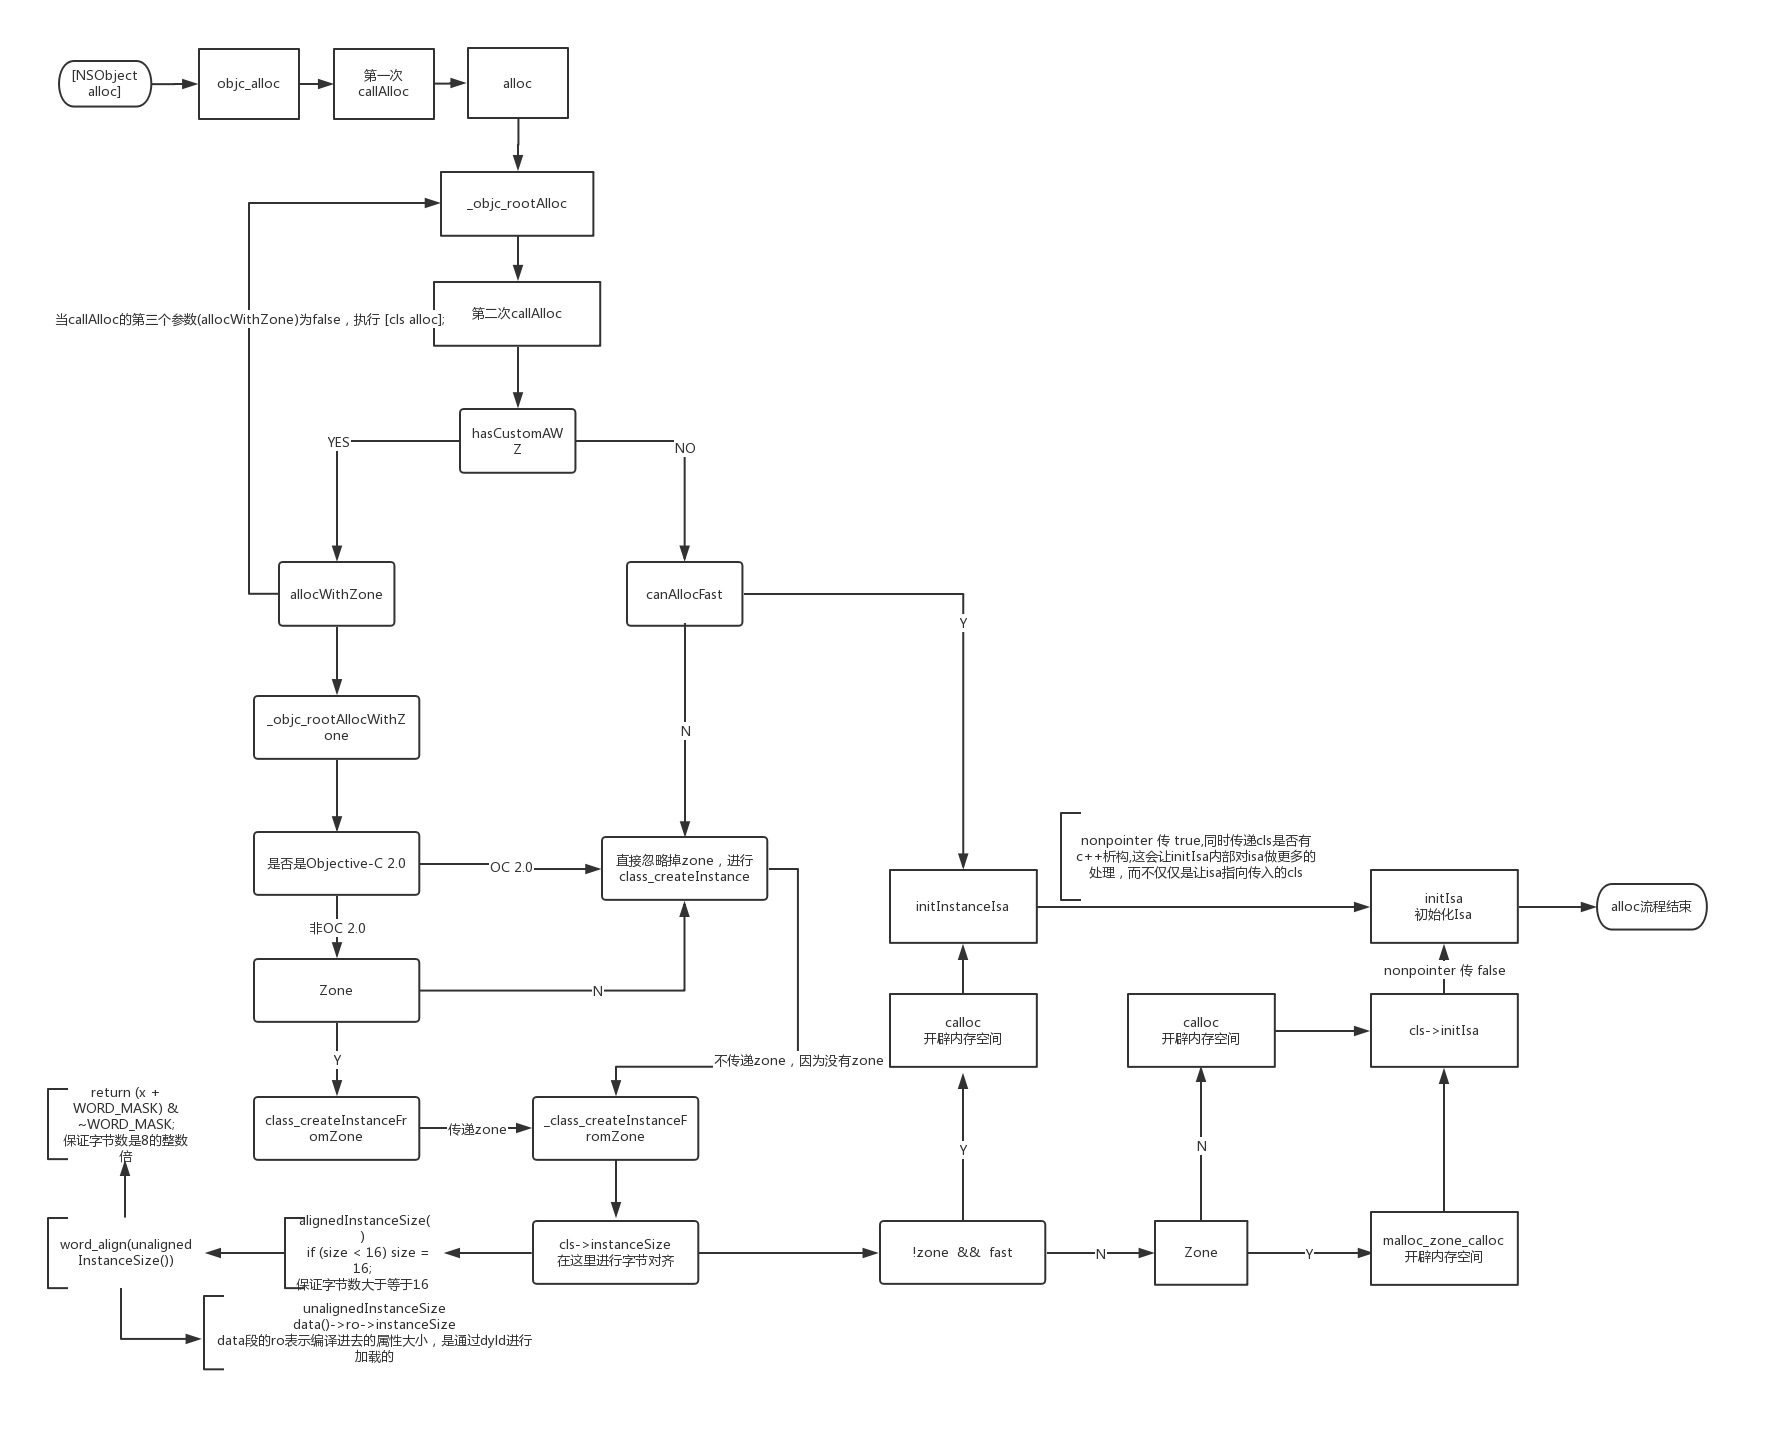 [NSObject
alloc]
objc_alloc
第一次
callAlloc
alloc
_objc_rootAlloc
当callAlloc的第三个参数(allocWithZone)为false，执行 [cls alloc];
第二次callAlloc
hasCustomAW
Z
YES
NO
allocWithZone
canAllocFast
Y
_objc_rootAllocWithZ
one
N
是否是Objective-C 2.0
OC 2.0
直接忽略掉zone，进行
class_createInstance
nonpointer 传 true,同时传递cls是否有
c++析构,这会让initIsa内部对isa做更多的
处理，而不仅仅是让isa指向传入的cls
initInstanceIsa
initIsa
初始化Isa
alloc流程结束
非OC 2.0
Zone
N
nonpointer 传 false
calloc
开辟内存空间
calloc
开辟内存空间
cls->initIsa
Y
不传递zone，因为没有zone
return (x +
WORD_MASK) &
~WORD_MASK;
保证字节数是8的整数
倍
class_createInstanceFr
omZone
传递zone
_class_createInstanceF
romZone
Y
N
word_align(unaligned
InstanceSize())
alignedInstanceSize(
)
if (size < 16) size =
16;
保证字节数大于等于16
cls->instanceSize
在这里进行字节对齐
!zone && fast
N
Zone
Y
malloc_zone_calloc
开辟内存空间
unalignedInstanceSize
data()->ro->instanceSize
data段的ro表示编译进去的属性大小，是通过dyld进行
加载的